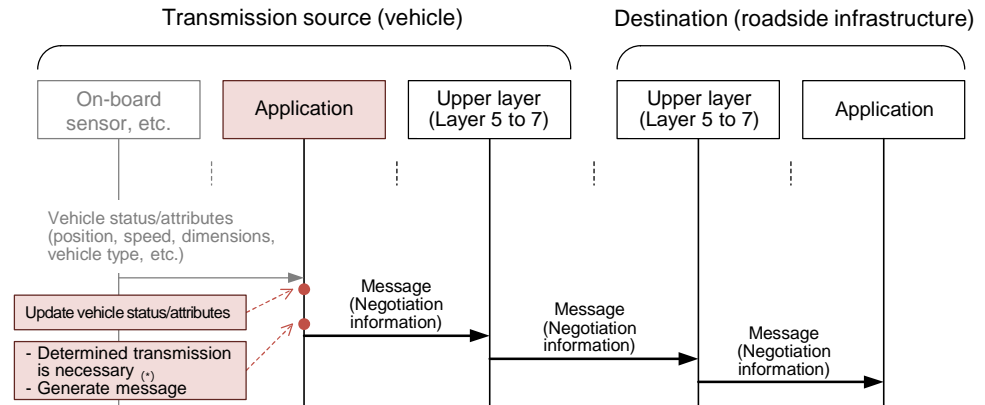 Transmission source (vehicle)
Destination (roadside infrastructure)
On-board
sensor, etc.
Application
Upper layer
(Layer 5 to 7)
Upper layer
(Layer 5 to 7)
Application
Vehicle status/attributes
(position, speed, dimensions,
vehicle type, etc.)
Update vehicle status/attributes
- Determined transmission
is necessary (*)
- Generate message
Message
(Negotiation
information)
Message
(Negotiation
information)
Message
(Negotiation
information)